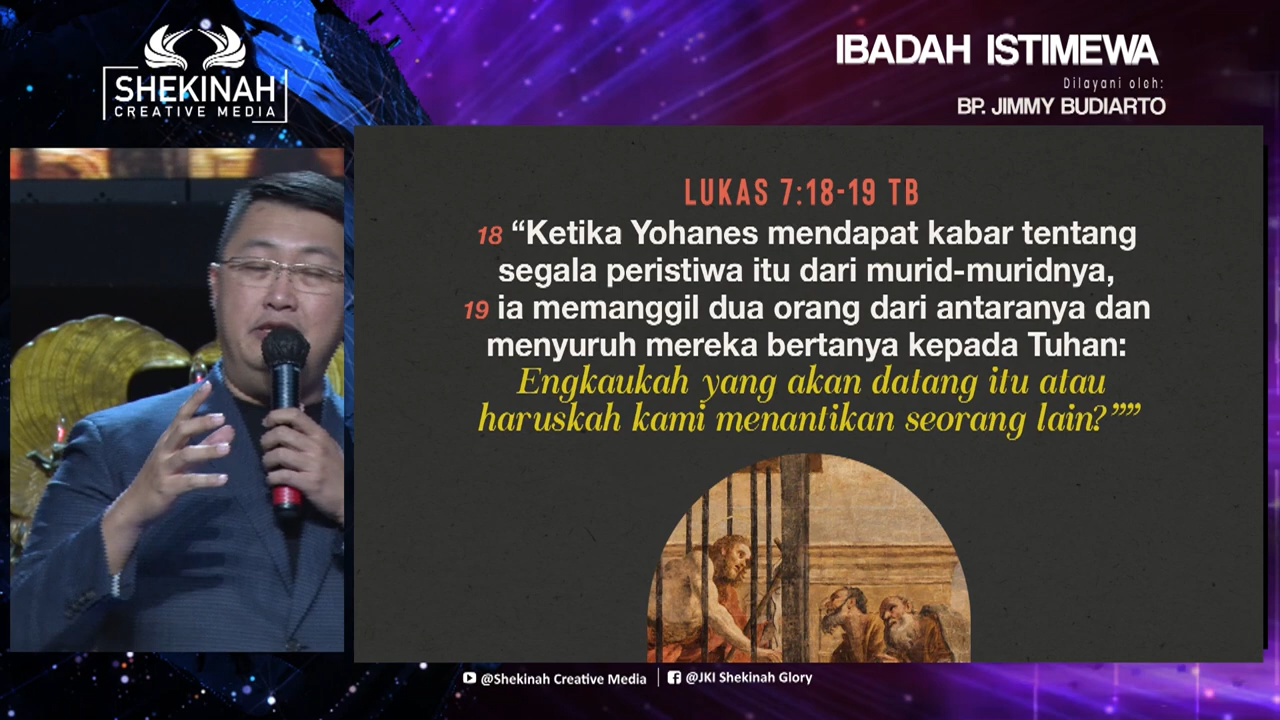 SHEKINAH
CREATIVE MEDIA
IBADAH ISTIMEWA
Dilayani oleh:
BP. JIMMY BUDIARTO
LUKAS 7:18-19 TB
18 “Ketika Yohanes mendapat kabar tentang
segala peristiwa itu dari murid-muridnya,
19 ia memanggil dua orang dari antaranya dan
menyuruh mereka bertanya kepada Tuhan:
Engkaukah yang akan datang itu atau
haruskah kami menantikan seorang lain?””
@Shekinah Creative Media
@JKI Shekinah Glory